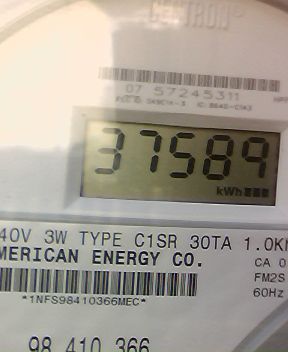 CENTRON®
07 57245311
37589
kWh
40V 3W TYPE C1SR 30TA 1.0K
MERICAN ENERGY CO.
CA 0
FM2S
60Hz
*1NFS98410366MEC*
98 410 366